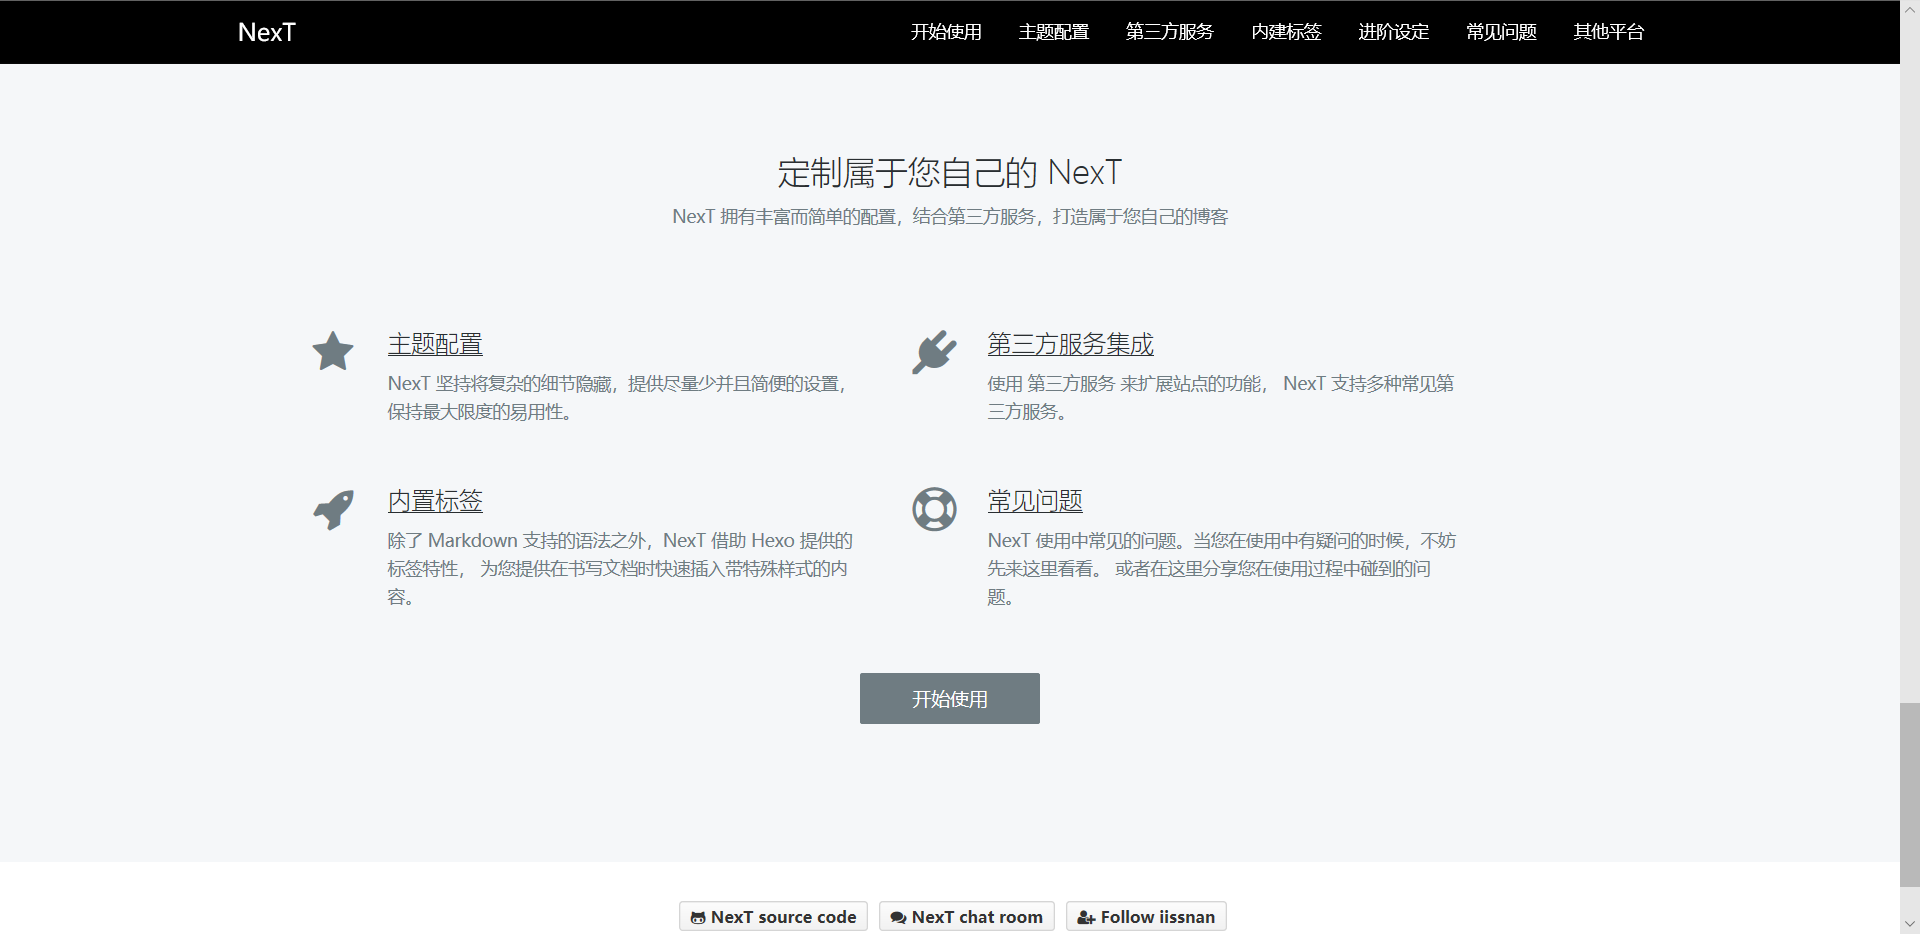 NexT 开始使用 主题配置 第三方服务 内建标签 进阶设定 常见问题 其他平台
定制属于您自己的 NexT
NexT 拥有丰富而简单的配置，结合第三方服务，打造属于您自己的博客
主题配置
NexT 坚持将复杂的细节隐藏，提供尽量少并且简便的设置，
保持最大限度的易用性。
第三方服务集成
使用 第三方服务 来扩展站点的功能， NexT 支持多种常见第
三方服务。
内置标签
除了 Markdown 支持的语法之外，NexT 借助 Hexo 提供的
标签特性， 为您提供在书写文档时快速插入带特殊样式的内
容。
常见问题
NexT 使用中常见的问题。当您在使用中有疑问的时候，不妨
先来这里看看。 或者在这里分享您在使用过程中碰到的问
题。
开始使用
NexT source code NexT chat room Follow iissnan